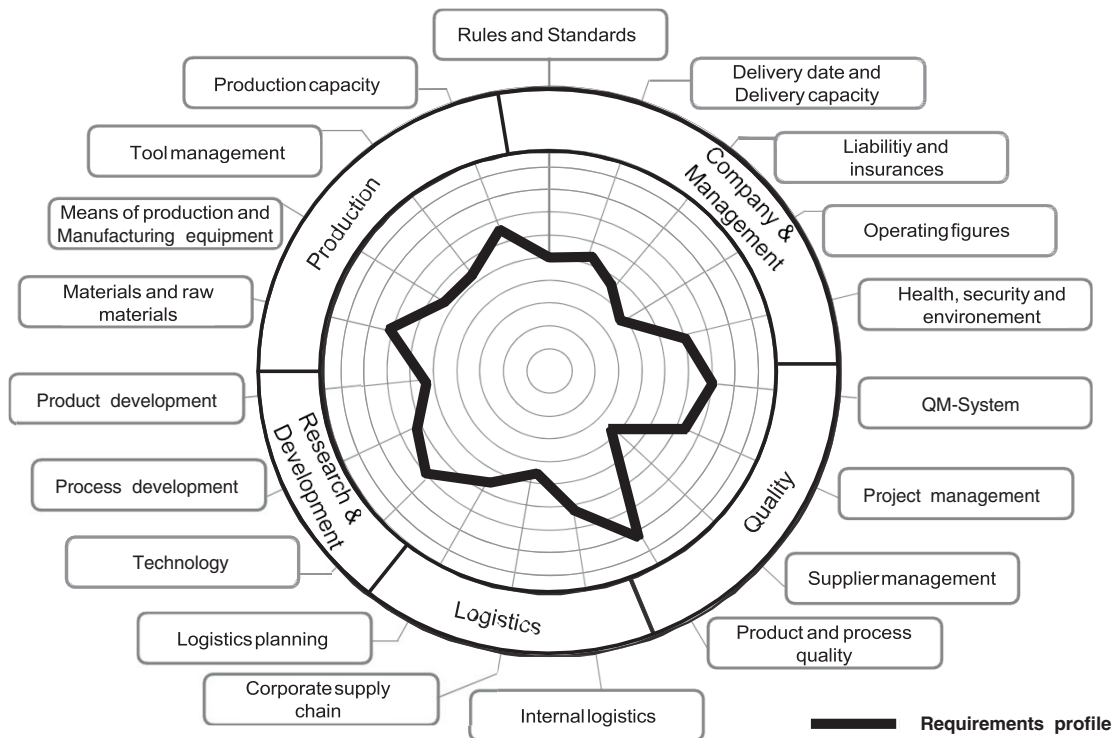 Rules and Standards
Production capacity
Delivery date and
Delivery capacity
Tool management
Liabilitiy and
insurances
Company &
Management
Production
Means of production and
Manufacturing equipment
Operating figures
Materials and raw
materials
Health, security and
environement
Product development
QM-System
Research &
Development
Process development
Project management
Quality
Technology
Supplier management
Logistics
Logistics planning
Product and process
quality
Corporate supply
chain
Internal logistics
Requirements profile